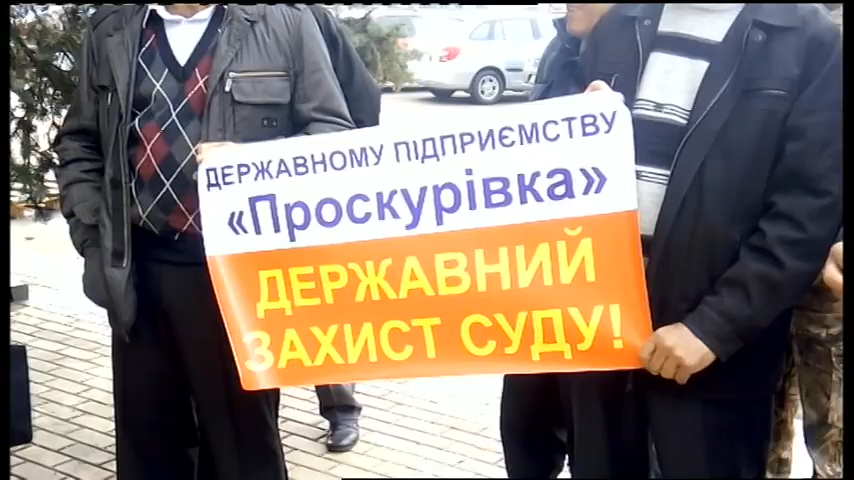 ДЕРЖАВНОМУ ПІДПРИЄМСТВУ
«Проскурівка»
ДЕРЖАВНИЙ
ЗАХИСТ СУДУ!